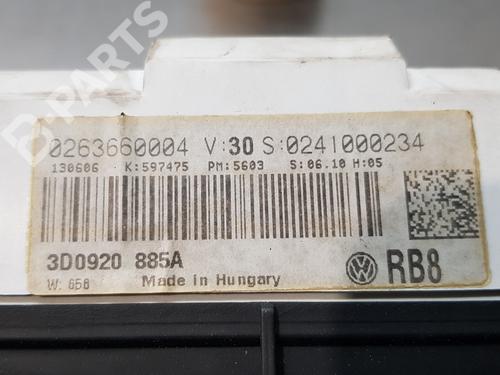 0263660004 V:30 S:0241000234
130606 K:597475 PM:5603 S:06.10 H:05
3D0920 885A
RB8
W: 658 Made in Hungary
B-PARTS